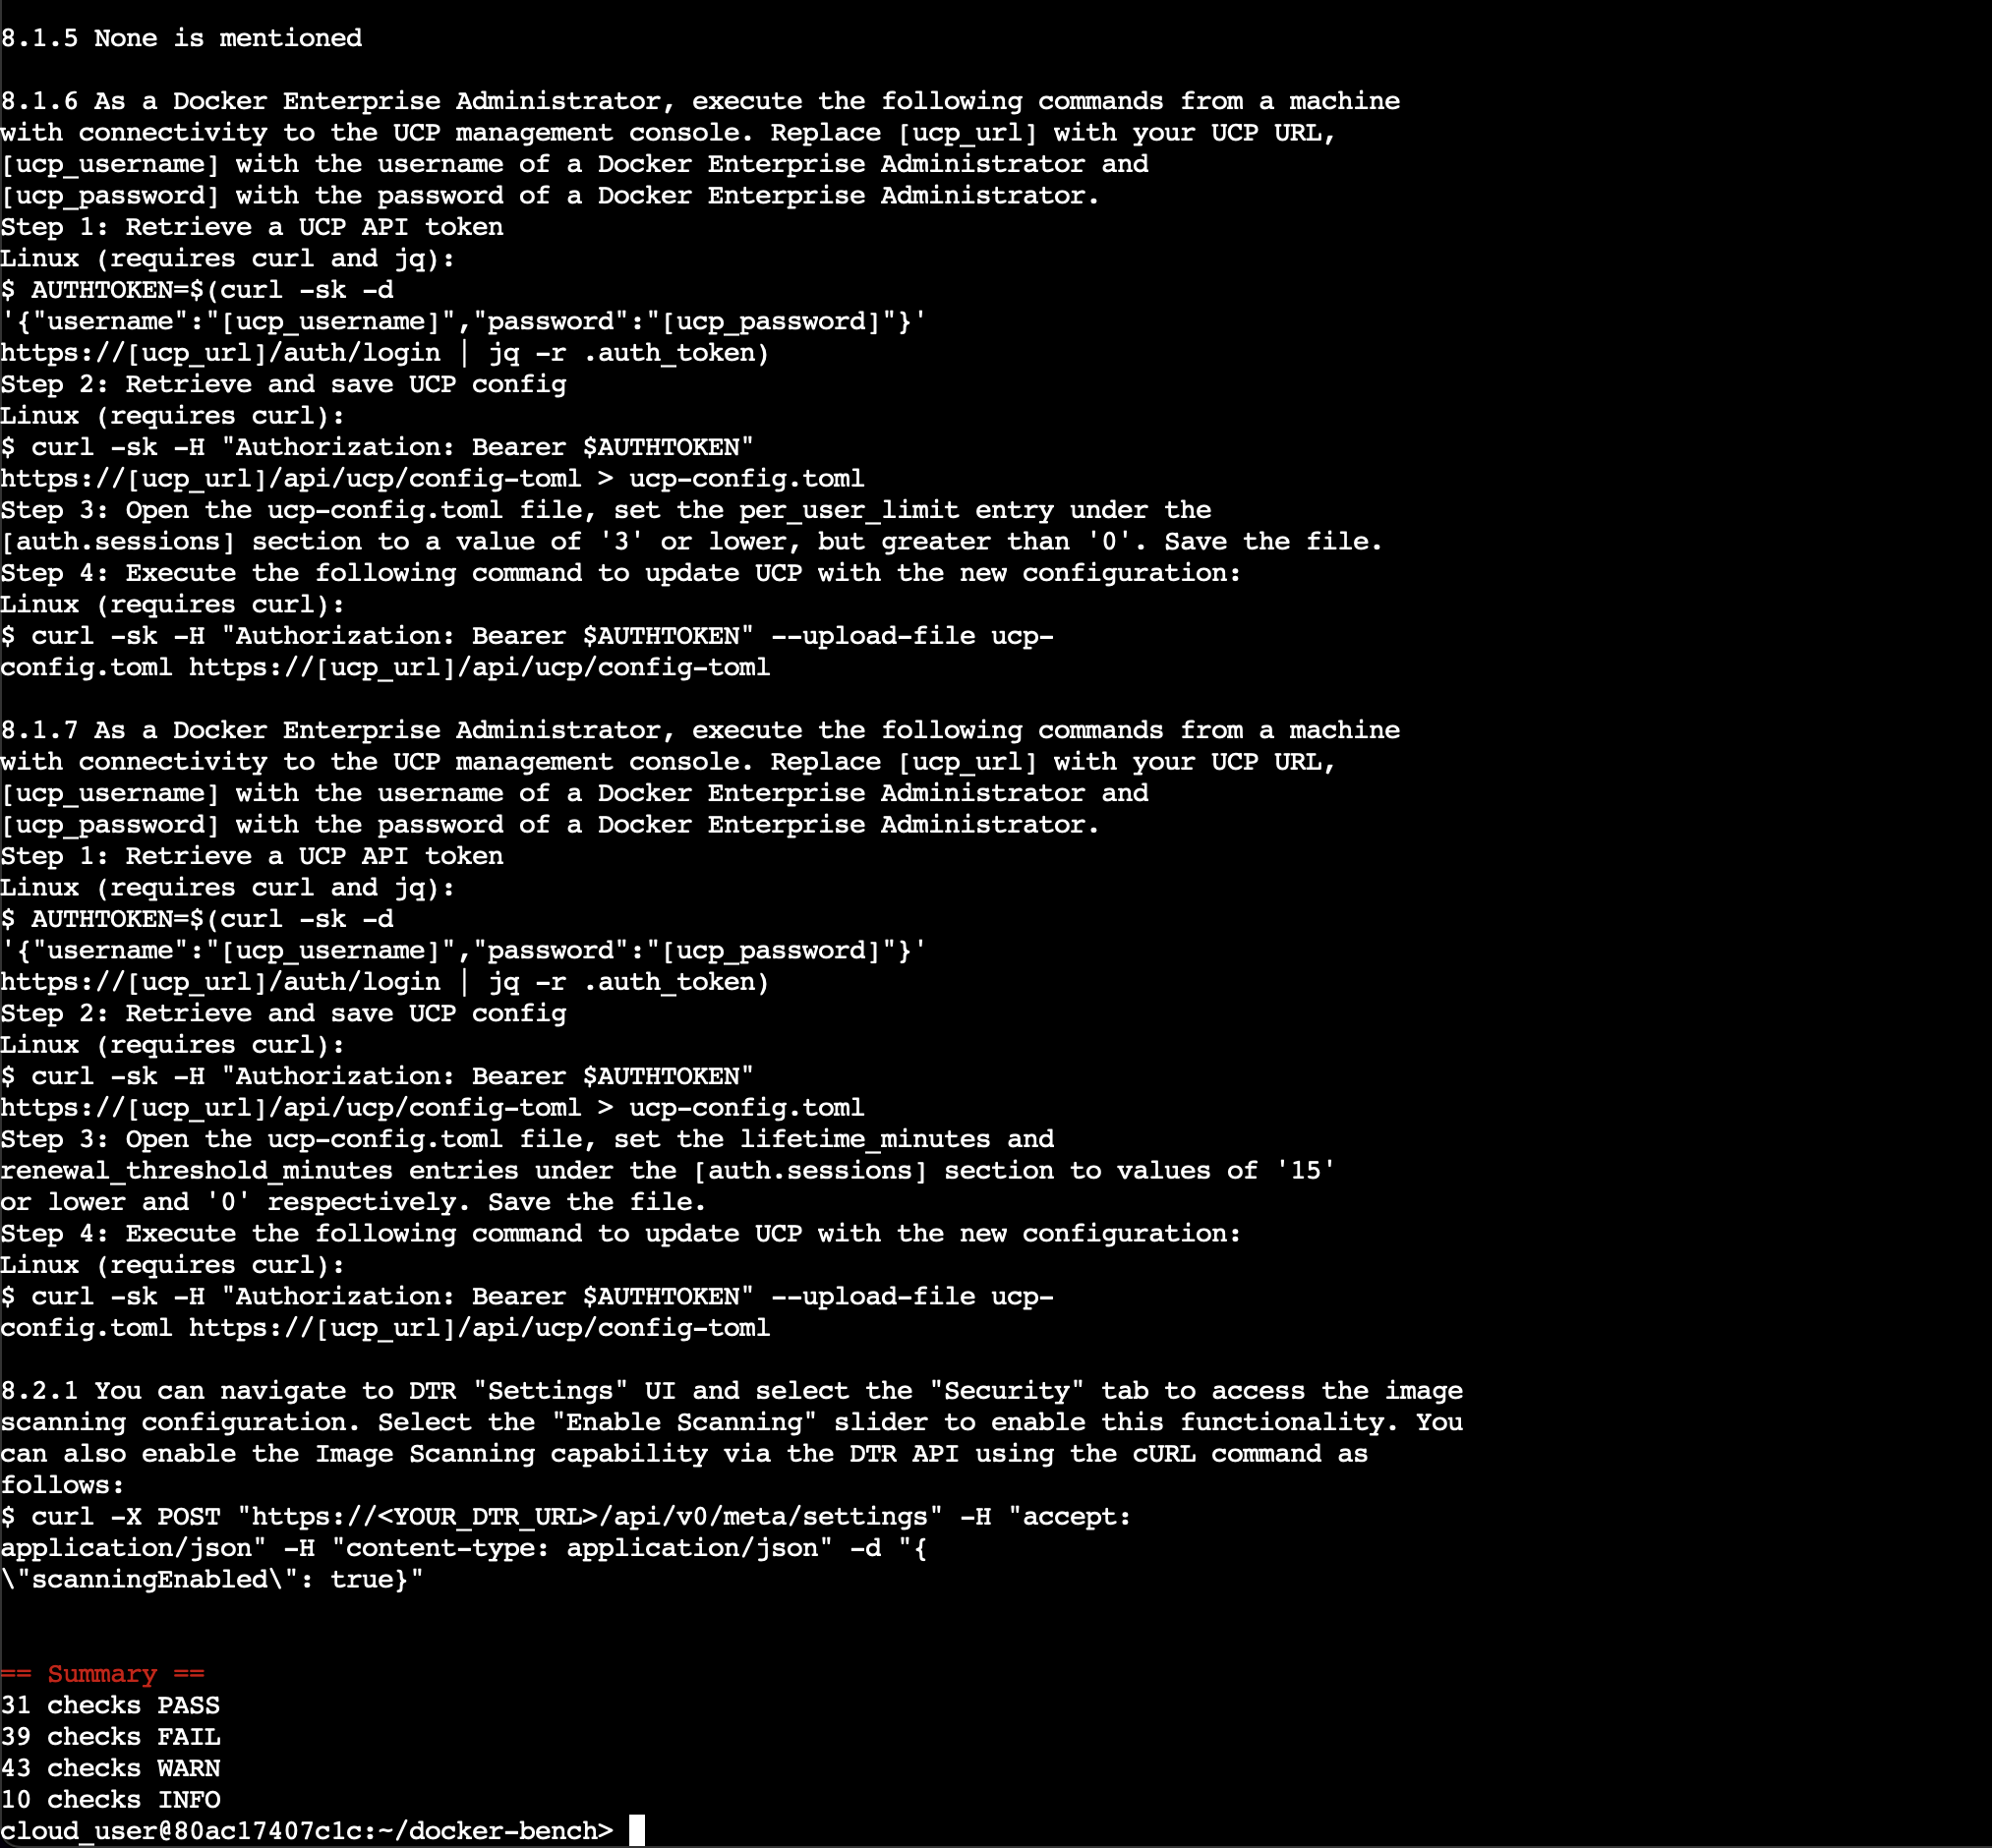 8.1.5 None is mentioned

8.1.6 As a Docker Enterprise Administrator, execute the following commands from a machine
with connectivity to the UCP management console. Replace [ucp_url] with your UCP URL,
[ucp_username] with the username of a Docker Enterprise Administrator and
[ucp_password] with the password of a Docker Enterprise Administrator.
Step 1: Retrieve a UCP API token
Linux (requires curl and jq):
$ AUTHTOKEN=$(curl -sk -d
'{"username":"[ucp_username]","password":"[ucp_password]"}'
https://[ucp_url]/auth/login | jq -r .auth_token)
Step 2: Retrieve and save UCP config
Linux (requires curl):
$ curl -sk -H "Authorization: Bearer $AUTHTOKEN"
https://[ucp_url]/api/ucp/config-toml > ucp-config.toml
Step 3: Open the ucp-config.toml file, set the per_user_limit entry under the
[auth.sessions] section to a value of '3' or lower, but greater than '0'. Save the file.
Step 4: Execute the following command to update UCP with the new configuration:
Linux (requires curl):
$ curl -sk -H "Authorization: Bearer $AUTHTOKEN" --upload-file ucp-
config.toml https://[ucp_url]/api/ucp/config-toml

8.1.7 As a Docker Enterprise Administrator, execute the following commands from a machine
with connectivity to the UCP management console. Replace [ucp_url] with your UCP URL,
[ucp_username] with the username of a Docker Enterprise Administrator and
[ucp_password] with the password of a Docker Enterprise Administrator.
Step 1: Retrieve a UCP API token
Linux (requires curl and jq):
$ AUTHTOKEN=$(curl -sk -d
'{"username":"[ucp_username]","password":"[ucp_password]"}'
https://[ucp_url]/auth/login | jq -r .auth_token)
Step 2: Retrieve and save UCP config
Linux (requires curl):
$ curl -sk -H "Authorization: Bearer $AUTHTOKEN"
https://[ucp_url]/api/ucp/config-toml > ucp-config.toml
Step 3: Open the ucp-config.toml file, set the lifetime_minutes and
renewal_threshold_minutes entries under the [auth.sessions] section to values of '15'
or lower and '0' respectively. Save the file.
Step 4: Execute the following command to update UCP with the new configuration:
Linux (requires curl):
$ curl -sk -H "Authorization: Bearer $AUTHTOKEN" --upload-file ucp-
config.toml https://[ucp_url]/api/ucp/config-toml

8.2.1 You can navigate to DTR "Settings" UI and select the "Security" tab to access the image
scanning configuration. Select the "Enable Scanning" slider to enable this functionality. You
can also enable the Image Scanning capability via the DTR API using the cURL command as
follows:
$ curl -X POST "https://<YOUR_DTR_URL>/api/v0/meta/settings" -H "accept:
application/json" -H "content-type: application/json" -d "{
\"scanningEnabled\": true}"

== Summary ==
31 checks PASS
39 checks FAIL
43 checks WARN
10 checks INFO
cloud_user@80ac17407c1c:~/docker-bench>